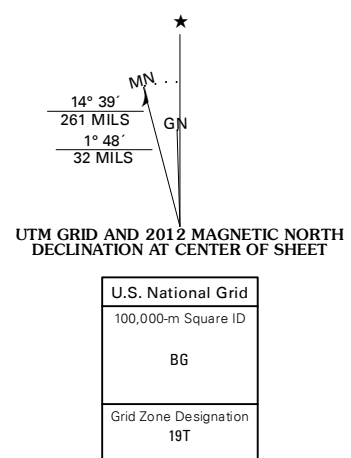 ★
MN
14° 39´
261 MILS
GN
1° 48´
32 MILS
UTM GRID AND 2012 MAGNETIC NORTH
DECLINATION AT CENTER OF SHEET
U.S. National Grid
100,000-m Square ID
BG
Grid Zone Designation
19T